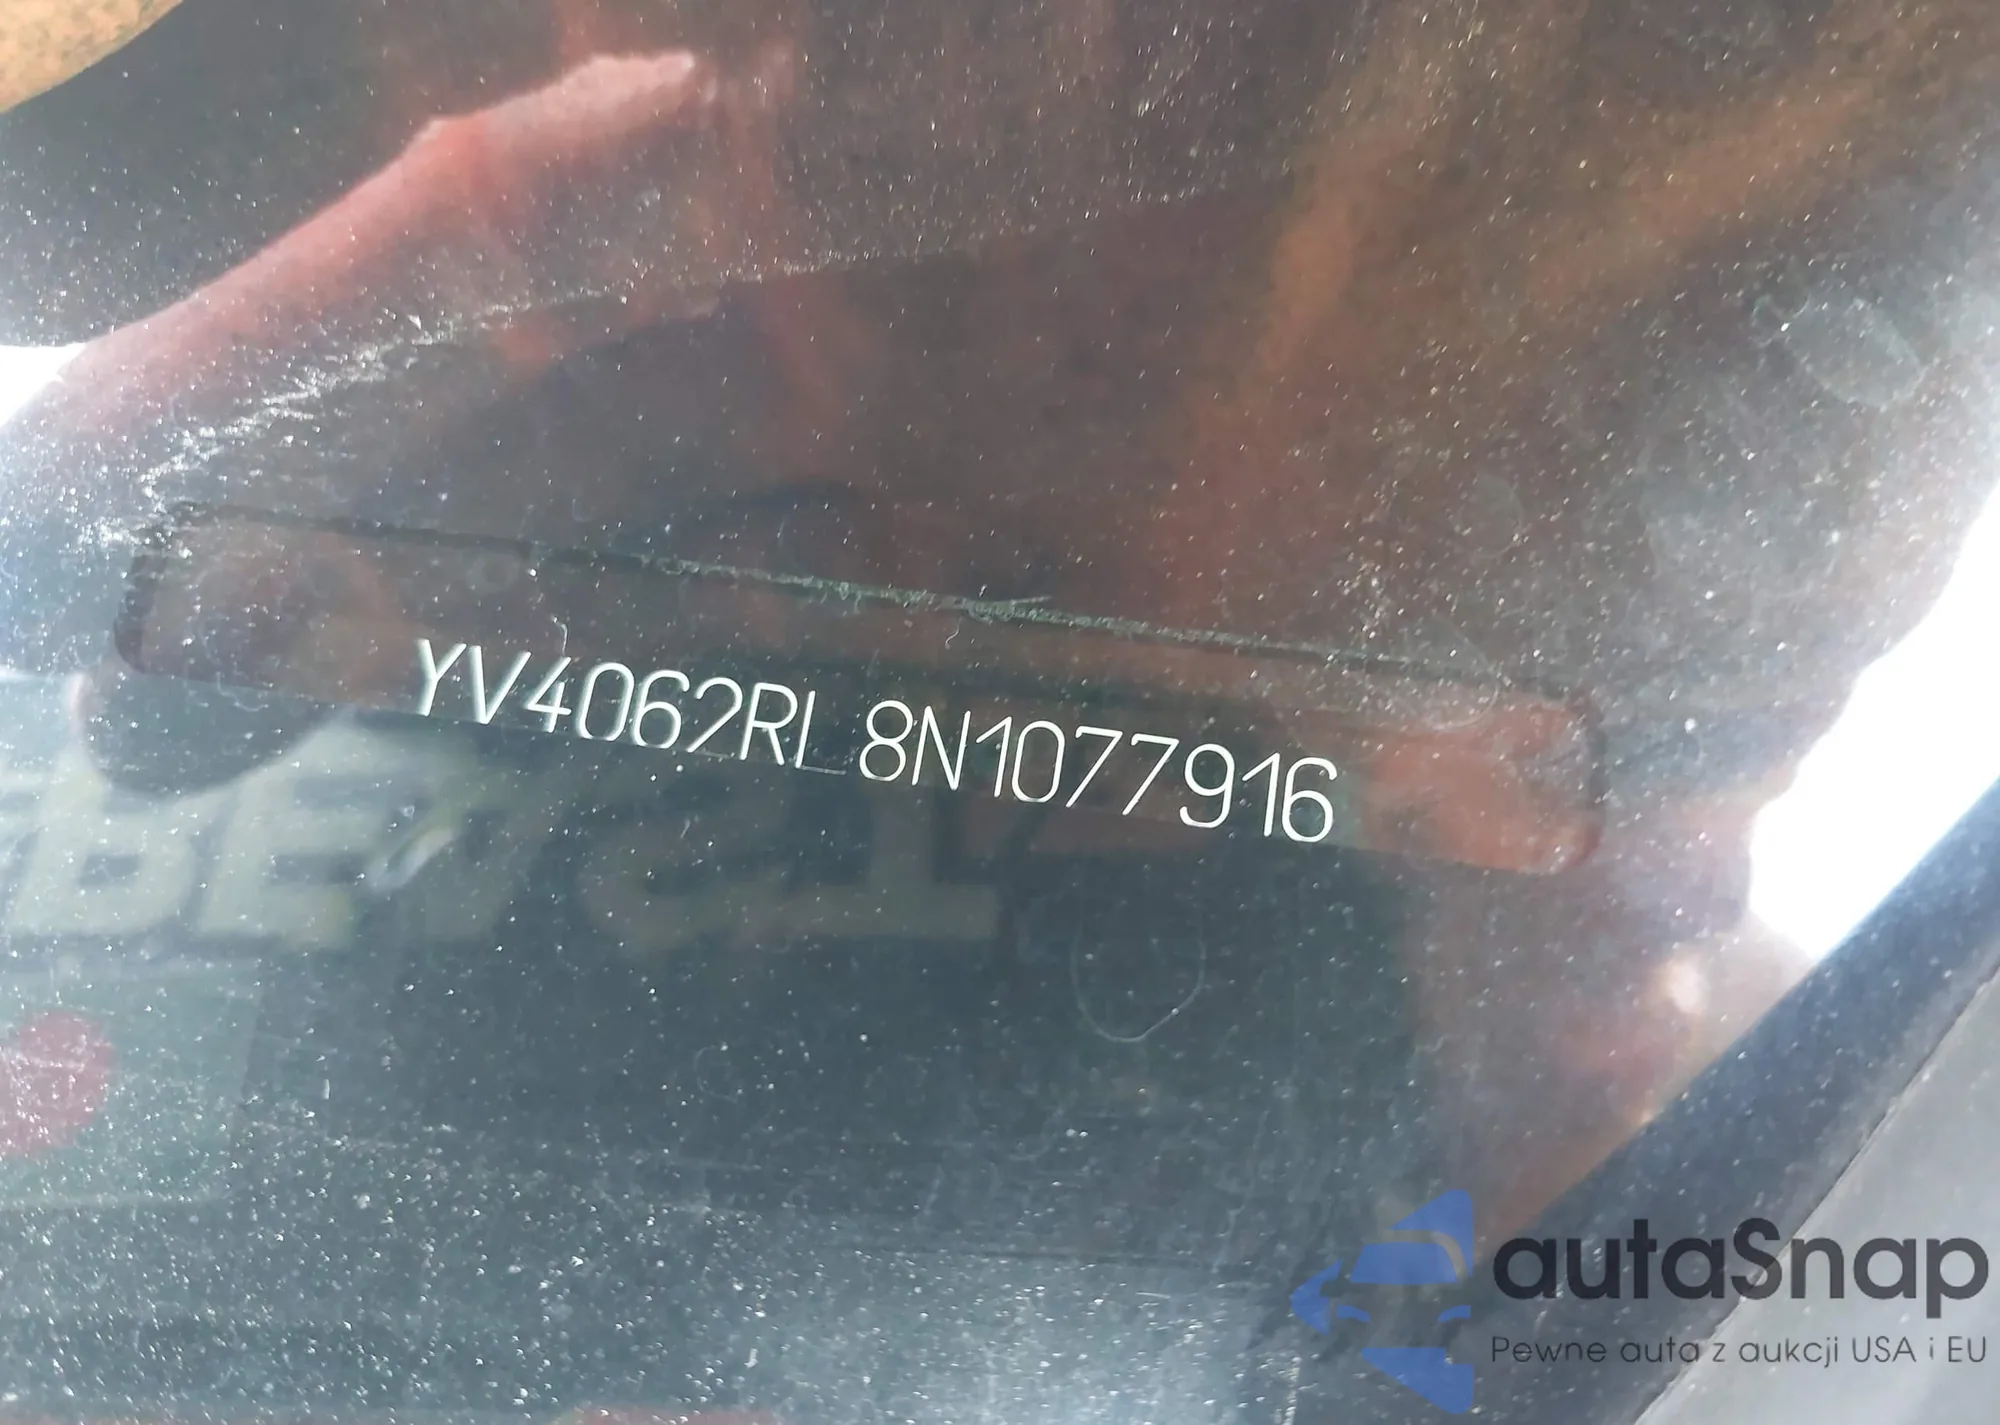 YV4062RL8N1077916
autaSnap
Pewne auta z aukcji USA i EU